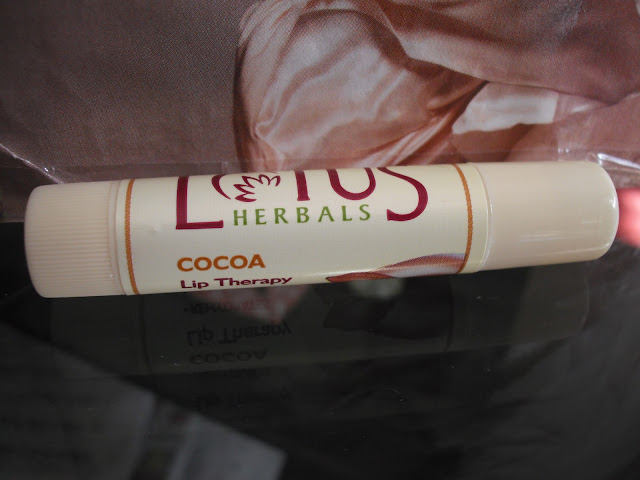 LOTUS
HERBALS
COCOA
Lip Therapy